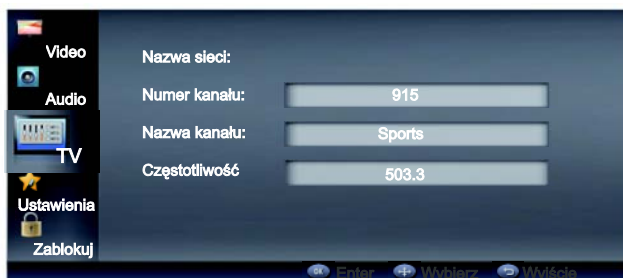 Video
Audio
TV
Ustawienia
Zablokuj
Nazwa sieci:
Numer kanału: 915
Nazwa kanału: Sports
Częstotliwość 503.3
OK Enter Wybierz Wyjście